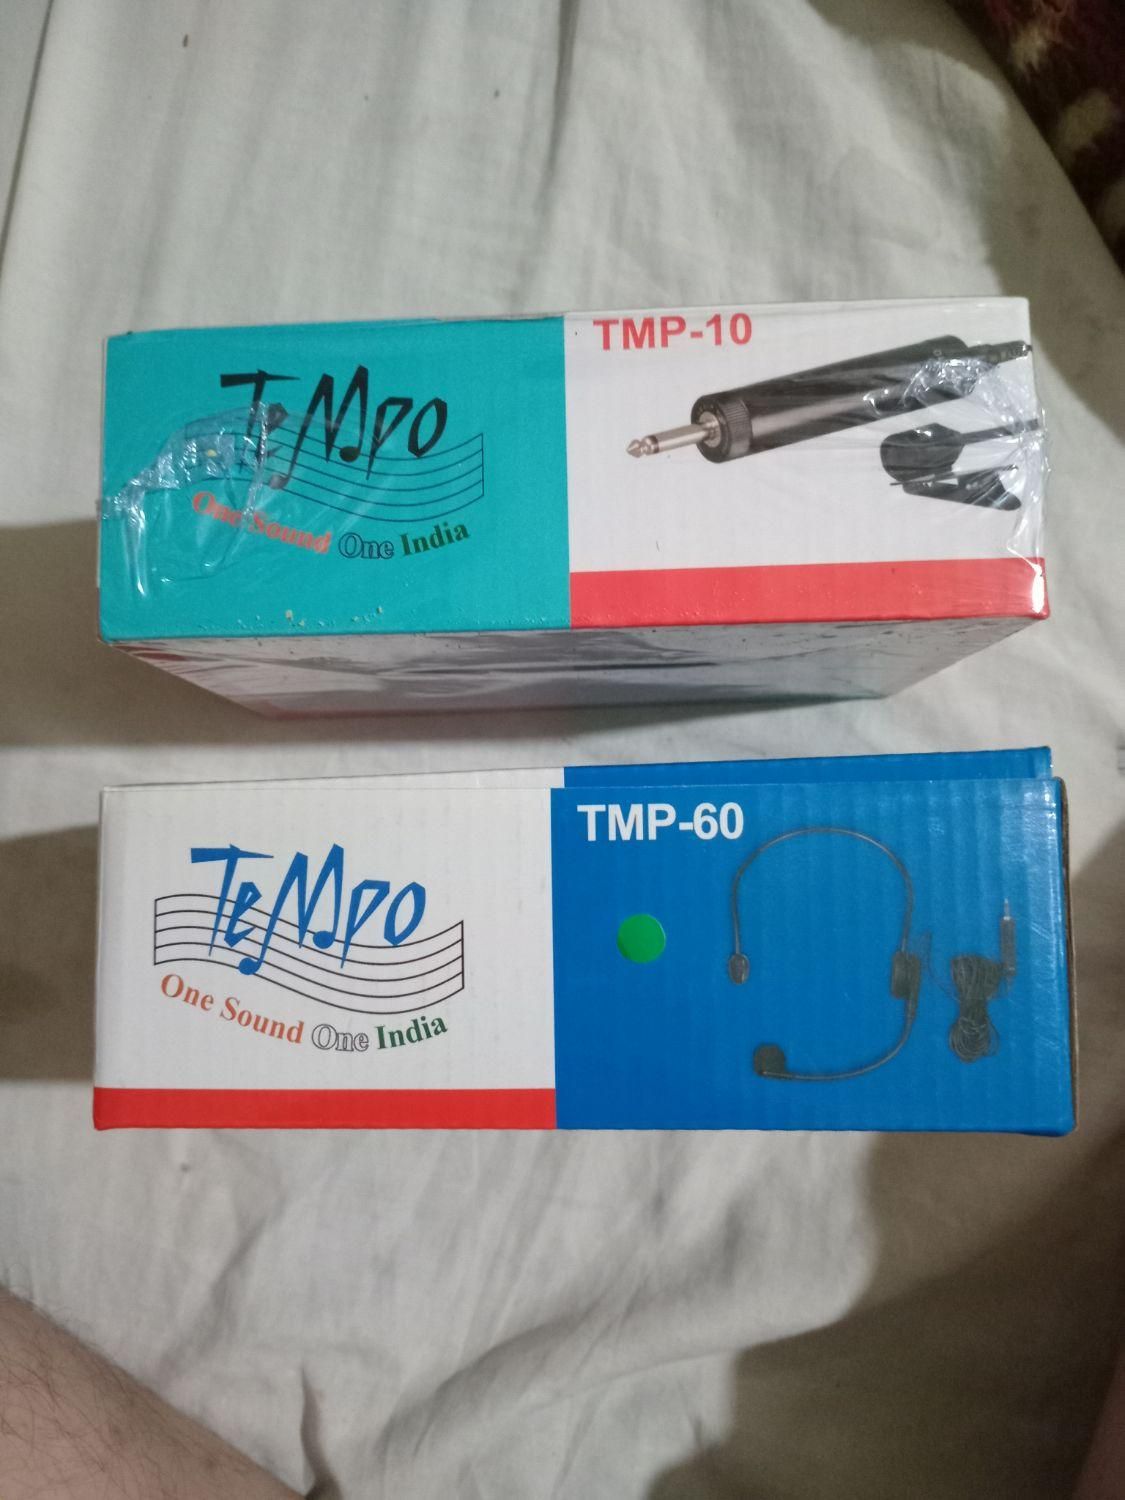 TeMpo
One Sound One India
TMP-10
TeMpo
One Sound One India
TMP-60